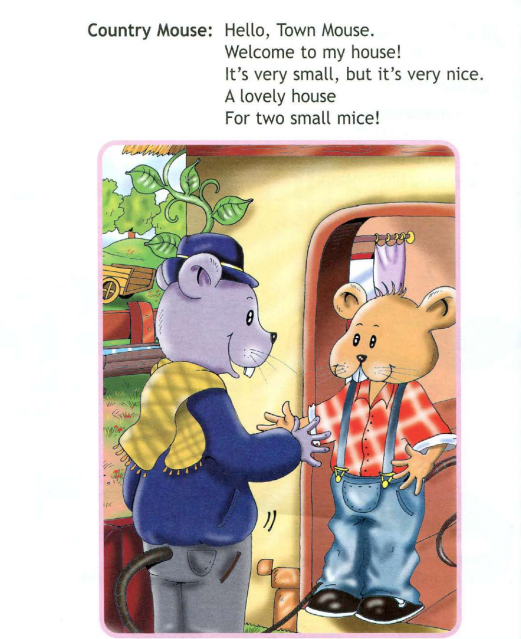 Country Mouse: Hello, Town Mouse.
Welcome to my house!
It's very small, but it's very nice.
A lovely house
For two small mice!